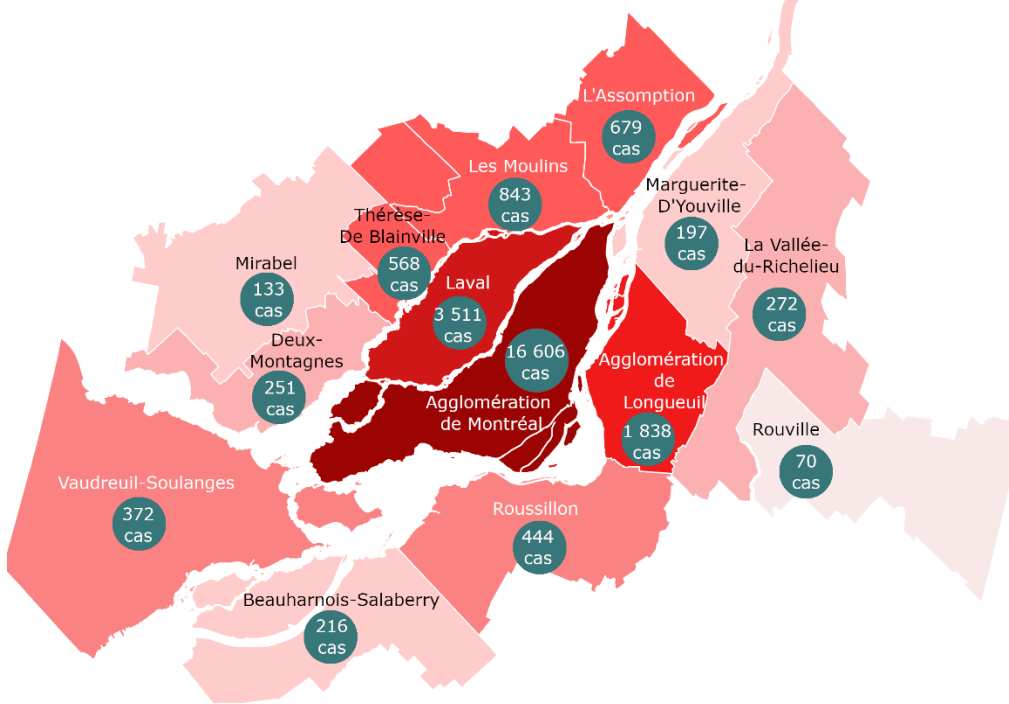 L'Assomption
679
cas
Les Moulins
843
cas
Marguerite-
D'Youville
197
cas
Thérèse-
De Blainville
568
cas
La Vallée-
du-Richelieu
272
cas
Mirabel
133
cas
Laval
3 511
cas
Deux-
Montagnes
251
cas
16 606
cas
Agglomération
de Montréal
Agglomération
de
Longueuil
1 838
cas
Rouville
70
cas
Vaudreuil-Soulanges
372
cas
Roussillon
444
cas
Beauharnois-Salaberry
216
cas